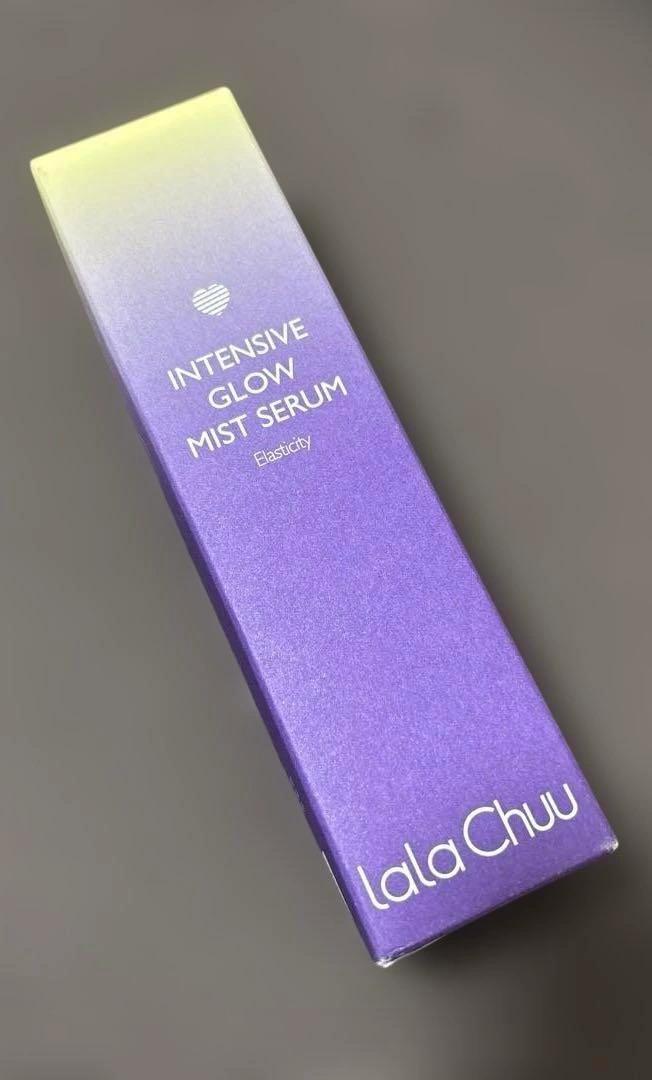 INTENSIVE
GLOW
MIST SERUM
Elasticity
lala Chuu